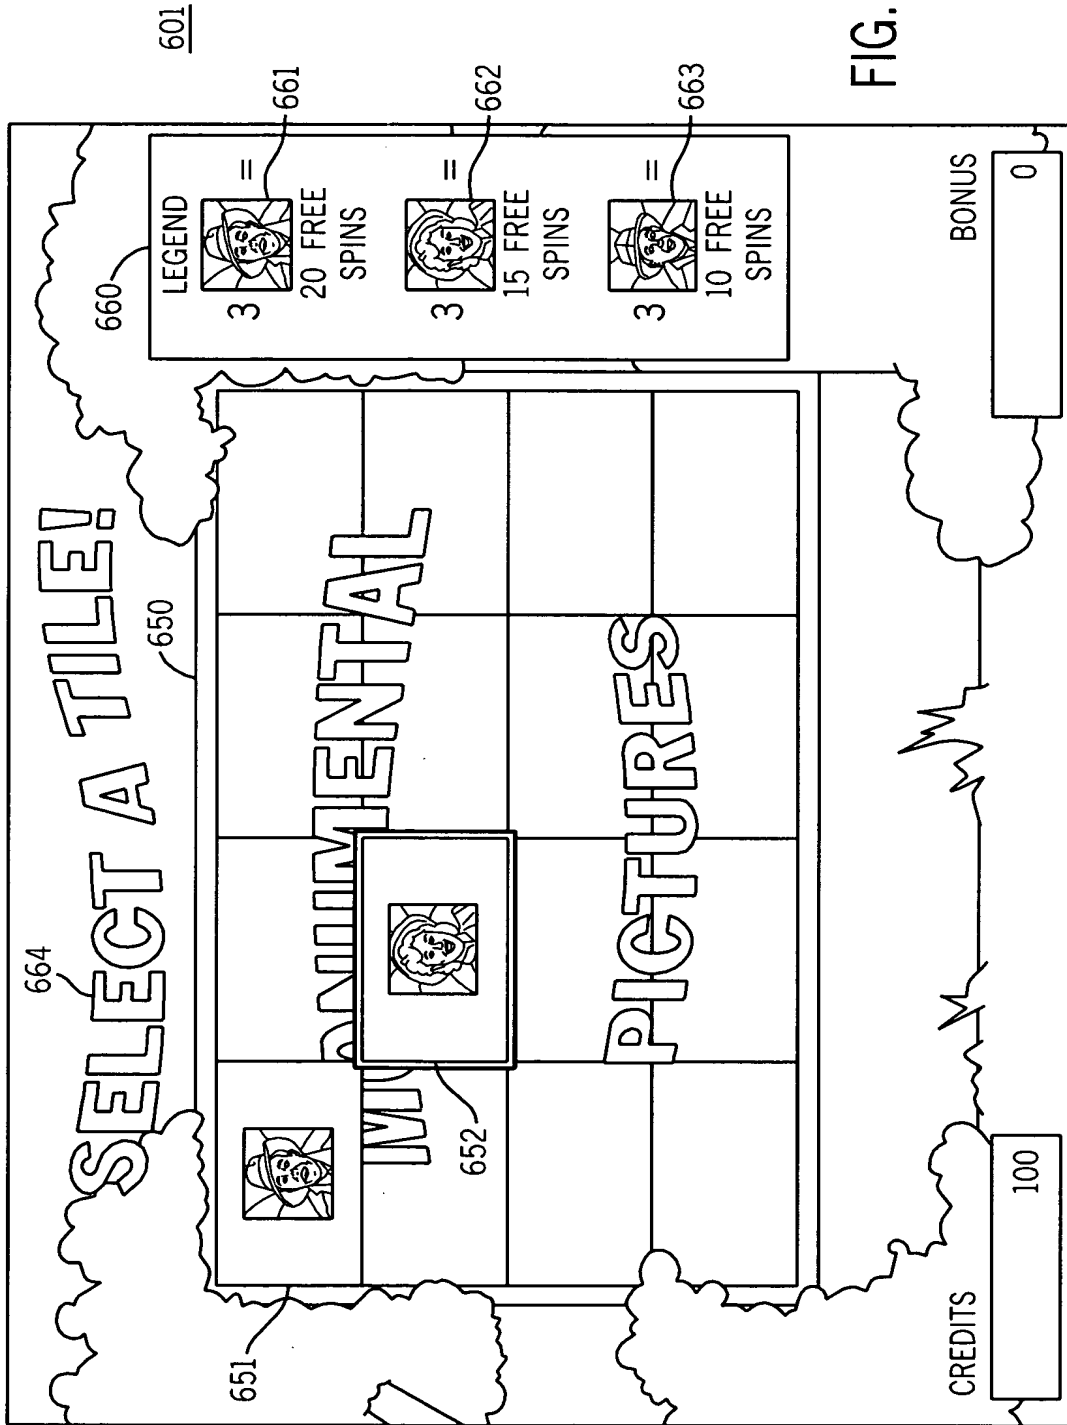 601
664
SELECT A TILE!
650
660
LEGEND
3 =
661
20 FREE
SPINS
3 =
662
15 FREE
SPINS
3 =
663
10 FREE
SPINS
651
652
PICTURES
CREDITS
100
BONUS
0
FIG.